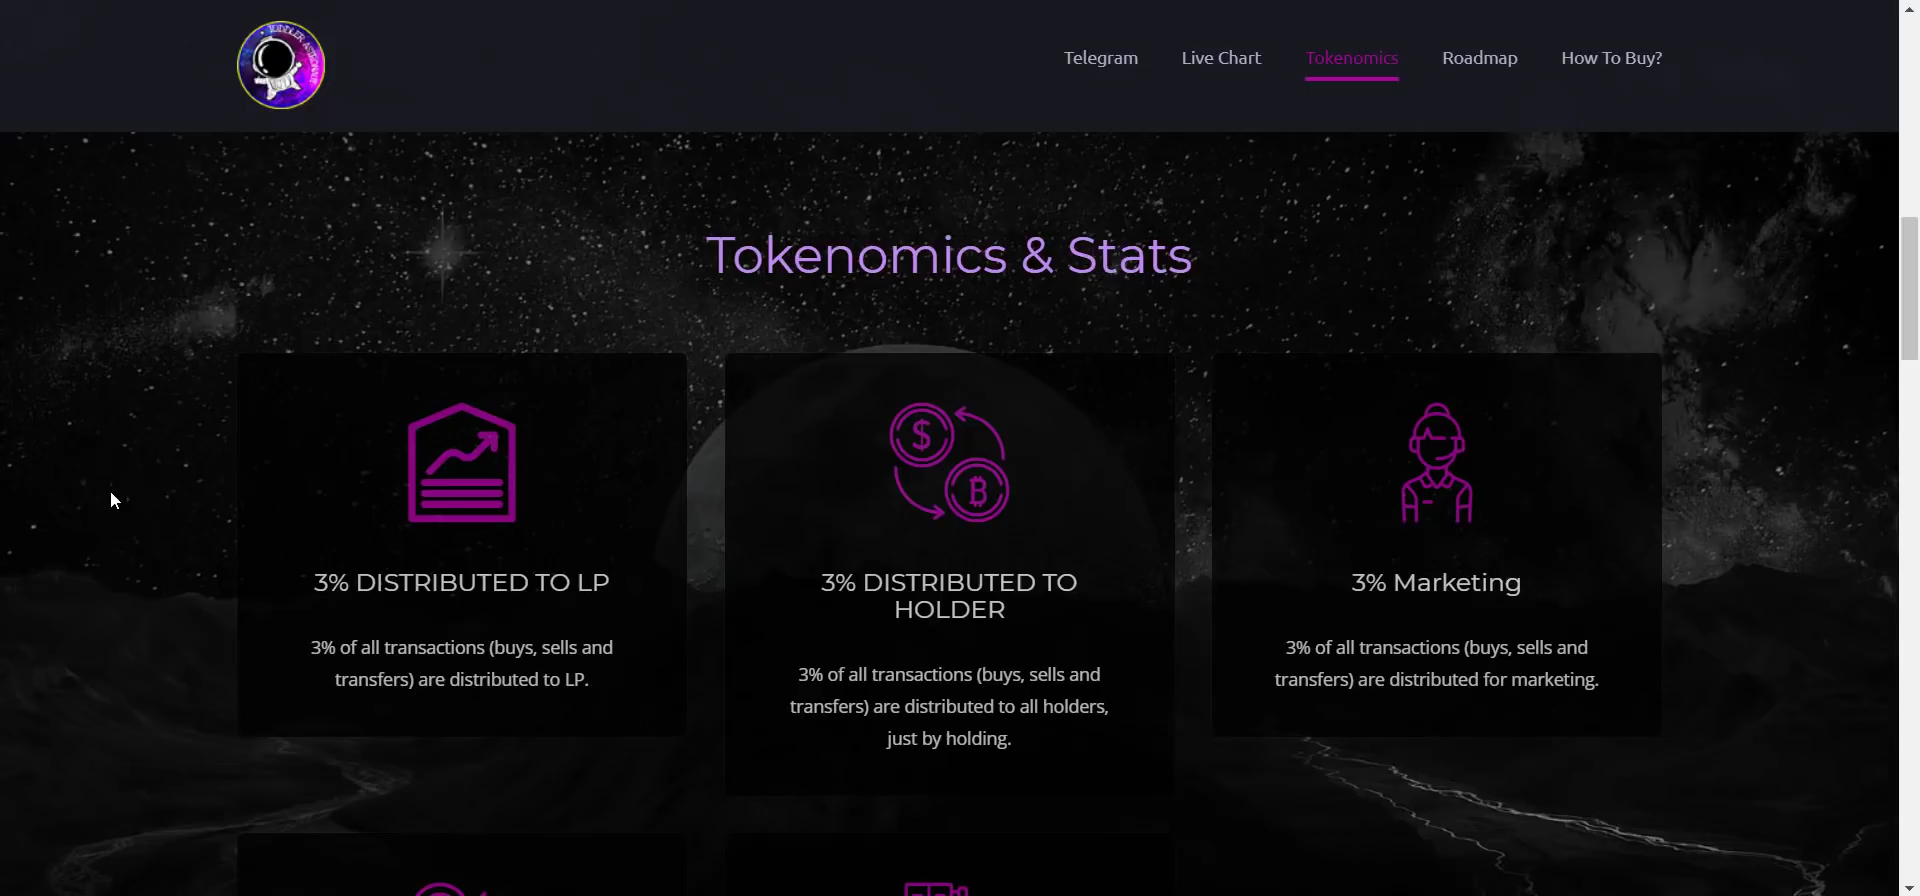 TODDLER ASTRONAUT
Telegram
Live Chart
Tokenomics
Roadmap
How To Buy?
Tokenomics & Stats
3% DISTRIBUTED TO LP
3% of all transactions (buys, sells and
transfers) are distributed to LP.
3% DISTRIBUTED TO
HOLDER
3% of all transactions (buys, sells and
transfers) are distributed to all holders,
just by holding.
3% Marketing
3% of all transactions (buys, sells and
transfers) are distributed for marketing.